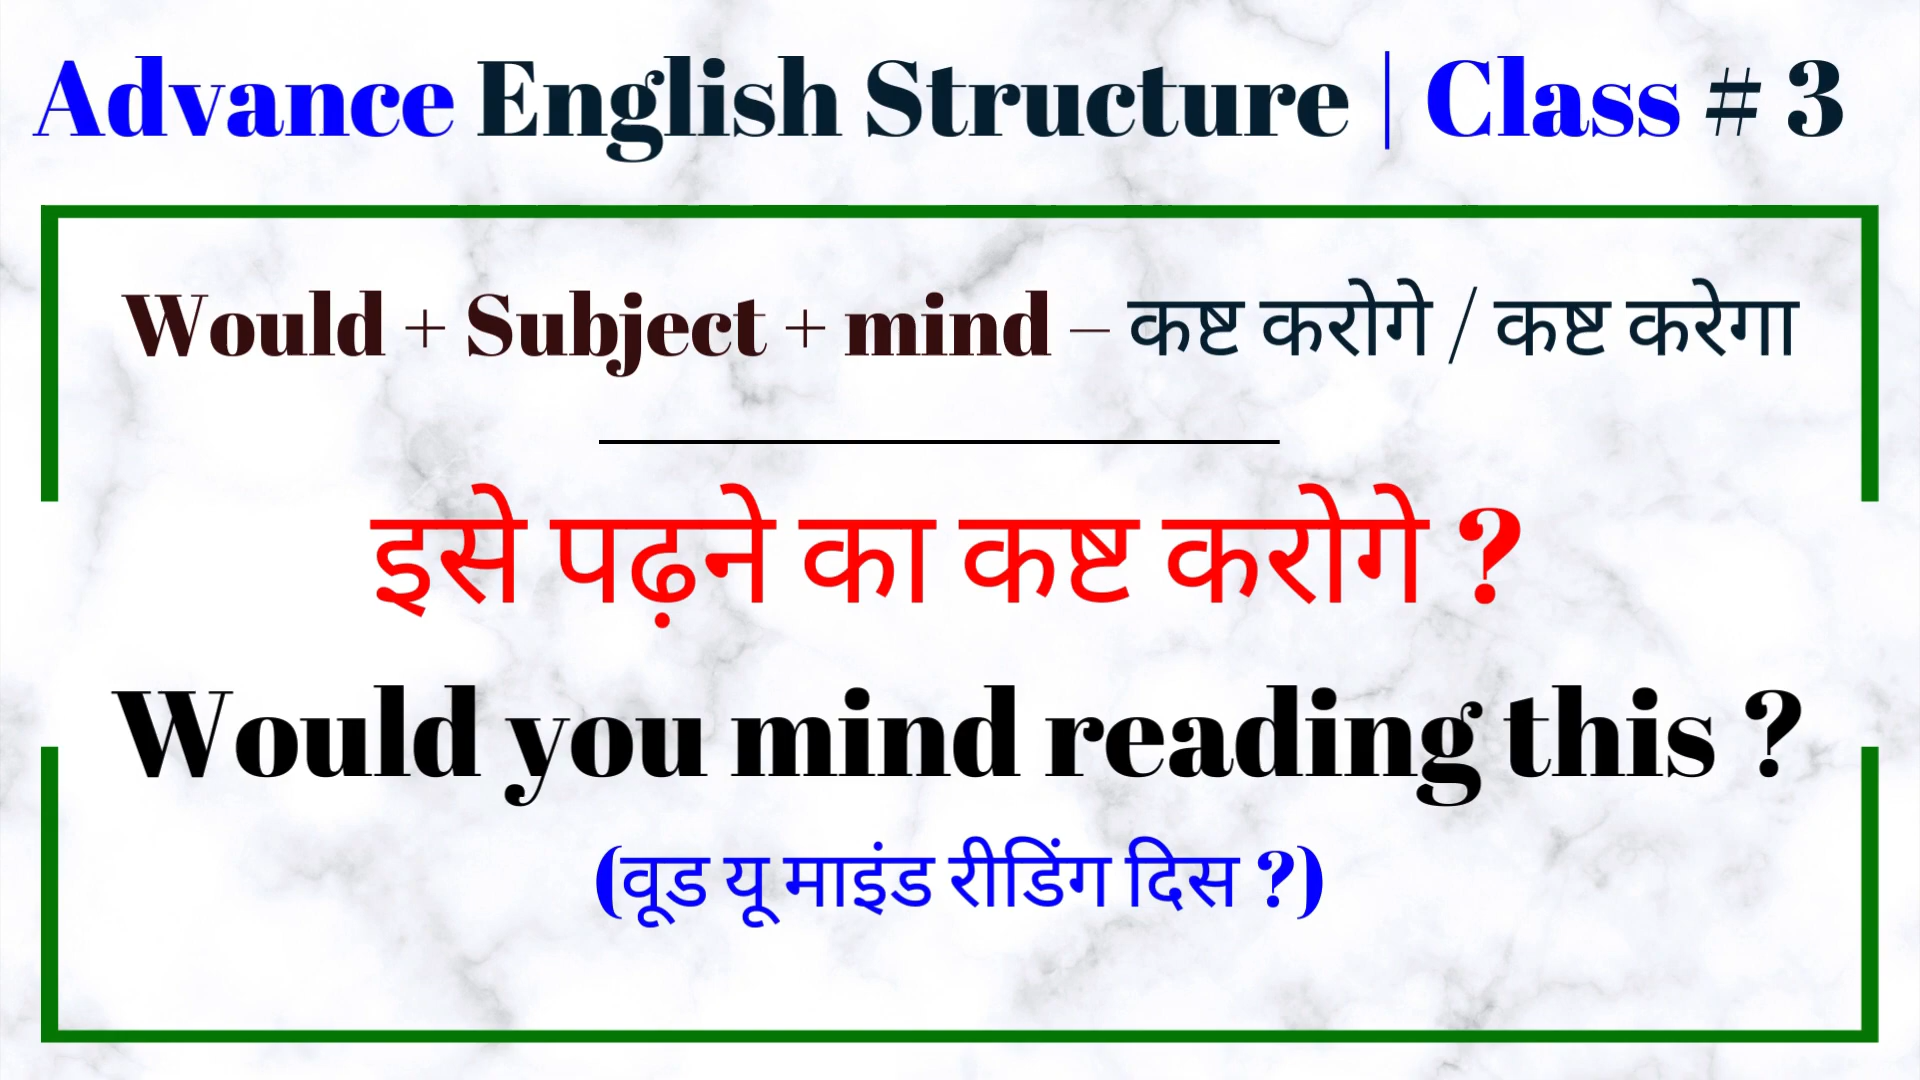 Advance English Structure | Class # 3
Would + Subject + mind – कष्ट करोगे / कष्ट करेगा
इसे पढ़ने का कष्ट करोगे ?
Would you mind reading this ?
(वूड यू माइंड रीडिंग दिस ?)